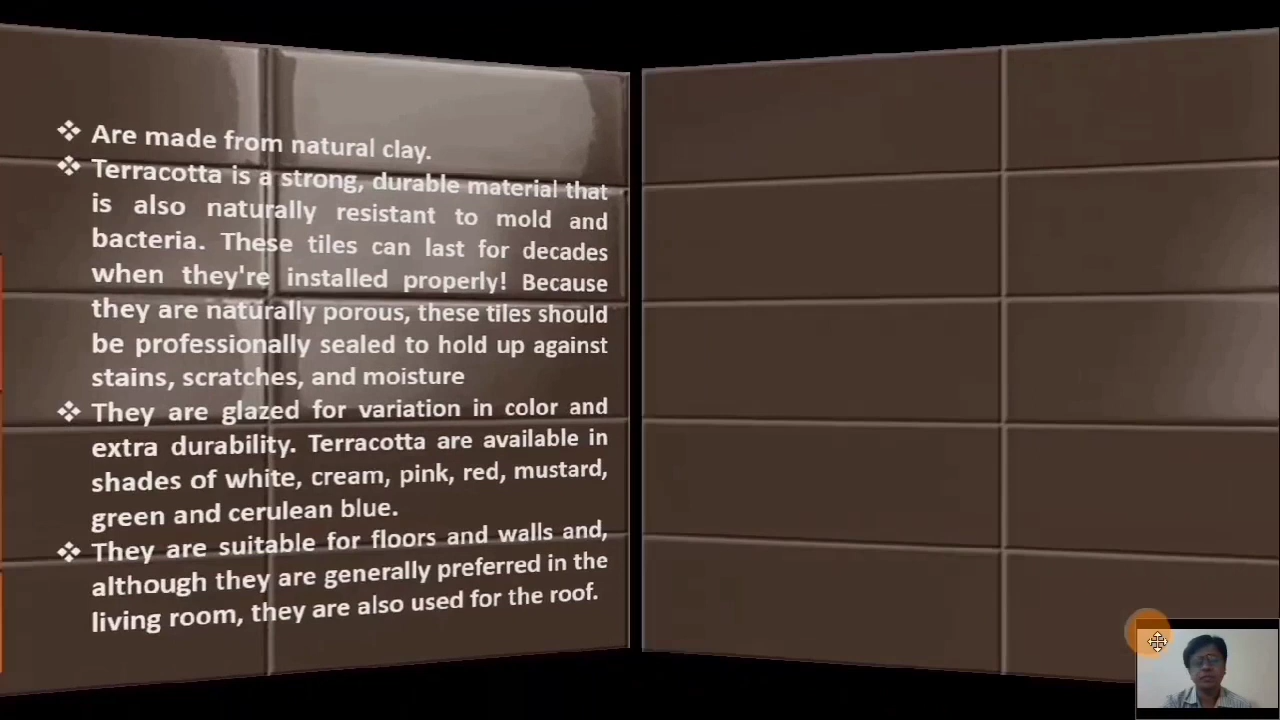 ❖ Are made from natural clay.
❖ Terracotta is a strong, durable material that
is also naturally resistant to mold and
bacteria. These tiles can last for decades
when they're installed properly! Because
they are naturally porous, these tiles should
be professionally sealed to hold up against
stains, scratches, and moisture
❖ They are glazed for variation in color and
extra durability. Terracotta are available in
shades of white, cream, pink, red, mustard,
green and cerulean blue.
❖ They are suitable for floors and walls and,
although they are generally preferred in the
living room, they are also used for the roof.